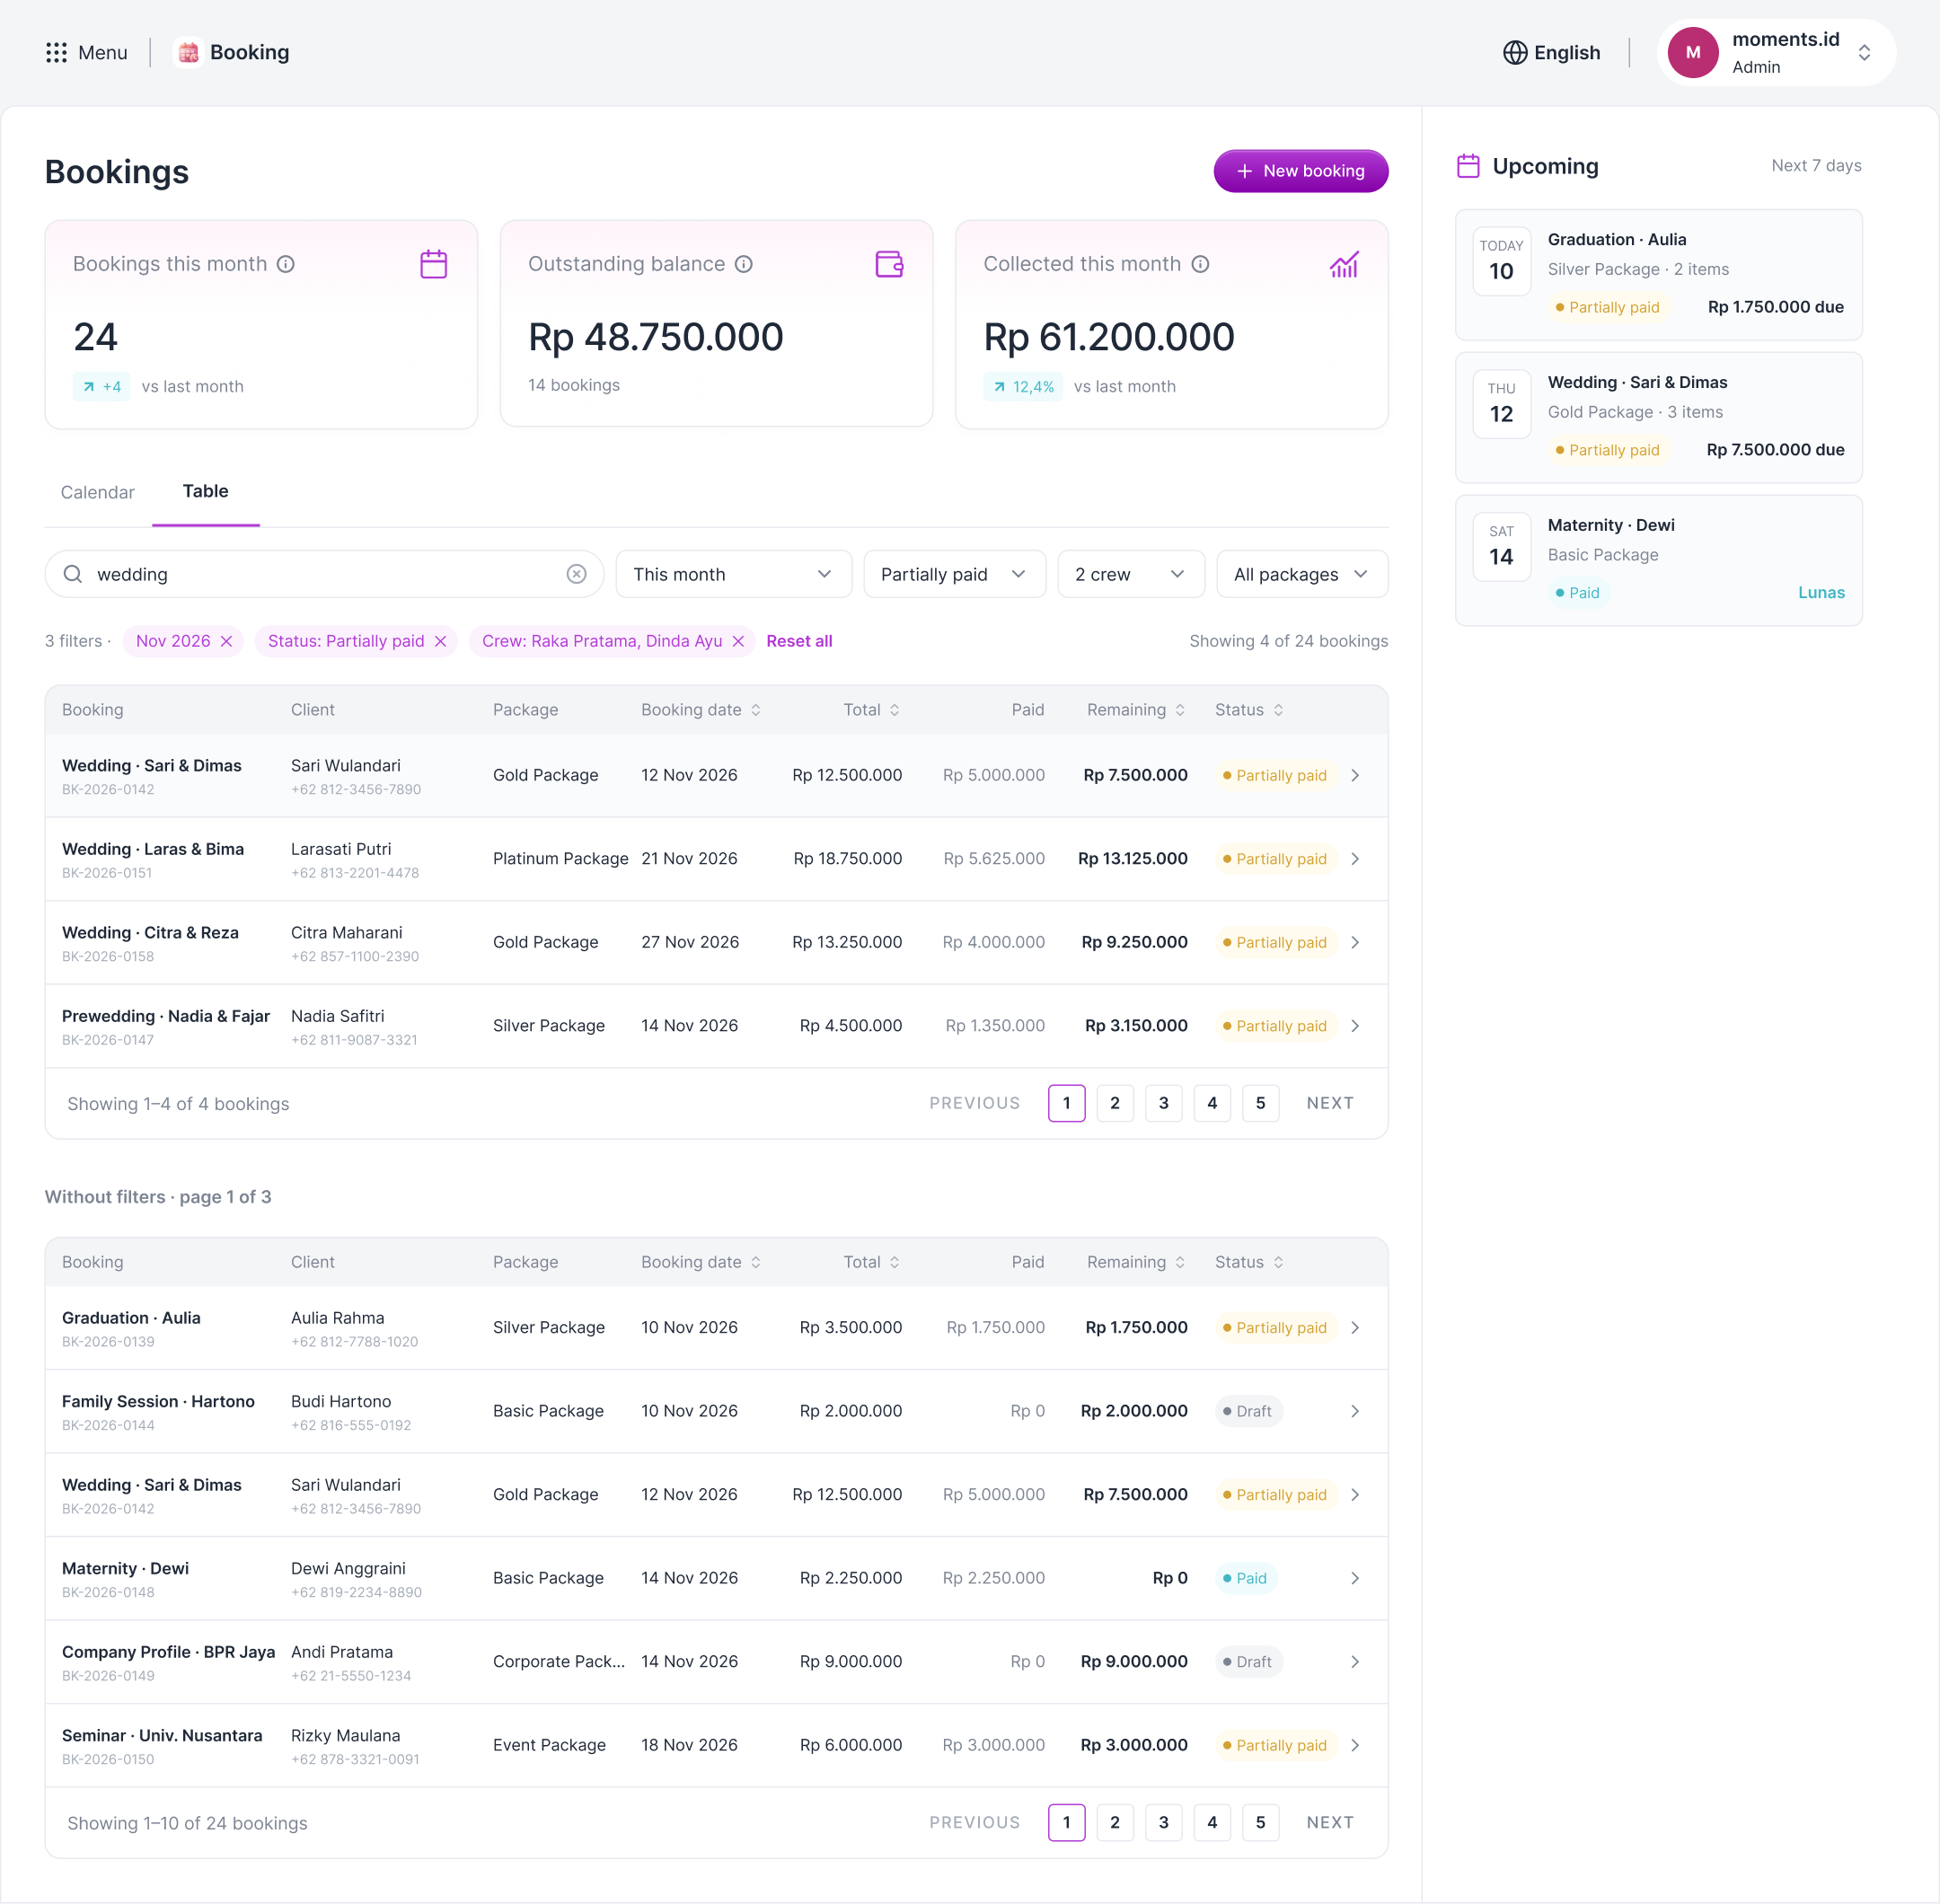 Menu
Booking
English
M
moments.id
Admin
Bookings
New booking
Bookings this month
24
+4 vs last month
Outstanding balance
Rp 48.750.000
14 bookings
Collected this month
Rp 61.200.000
12,4% vs last month
Calendar Table
wedding This month Partially paid 2 crew All packages
3 filters · Nov 2026 Status: Partially paid Crew: Raka Pratama, Dinda Ayu Reset all Showing 4 of 24 bookings
Booking Client Package Booking date Total Paid Remaining Status
Wedding · Sari & Dimas Sari Wulandari
Gold Package 12 Nov 2026 Rp 12.500.000 Rp 5.000.000 Rp 7.500.000 Partially paid
BK-2026-0142 +62 812-3456-7890
Wedding · Laras & Bima Larasati Putri
Platinum Package 21 Nov 2026 Rp 18.750.000 Rp 5.625.000 Rp 13.125.000 Partially paid
BK-2026-0151 +62 813-2201-4478
Wedding · Citra & Reza Citra Maharani
Gold Package 27 Nov 2026 Rp 13.250.000 Rp 4.000.000 Rp 9.250.000 Partially paid
BK-2026-0158 +62 857-1100-2390
Prewedding · Nadia & Fajar Nadia Safitri
Silver Package 14 Nov 2026 Rp 4.500.000 Rp 1.350.000 Rp 3.150.000 Partially paid
BK-2026-0147 +62 811-9087-3321
Showing 1–4 of 4 bookings PREVIOUS 1 2 3 4 5 NEXT
Without filters · page 1 of 3
Booking Client Package Booking date Total Paid Remaining Status
Graduation · Aulia Aulia Rahma
Silver Package 10 Nov 2026 Rp 3.500.000 Rp 1.750.000 Rp 1.750.000 Partially paid
BK-2026-0139 +62 812-7788-1020
Family Session · Hartono Budi Hartono
Basic Package 10 Nov 2026 Rp 2.000.000 Rp 0 Rp 2.000.000 Draft
BK-2026-0144 +62 816-555-0192
Wedding · Sari & Dimas Sari Wulandari
Gold Package 12 Nov 2026 Rp 12.500.000 Rp 5.000.000 Rp 7.500.000 Partially paid
BK-2026-0142 +62 812-3456-7890
Maternity · Dewi Dewi Anggraini
Basic Package 14 Nov 2026 Rp 2.250.000 Rp 2.250.000 Rp 0 Paid
BK-2026-0148 +62 819-2234-8890
Company Profile · BPR Jaya Andi Pratama
Corporate Pack... 14 Nov 2026 Rp 9.000.000 Rp 0 Rp 9.000.000 Draft
BK-2026-0149 +62 21-5550-1234
Seminar · Univ. Nusantara Rizky Maulana
Event Package 18 Nov 2026 Rp 6.000.000 Rp 3.000.000 Rp 3.000.000 Partially paid
BK-2026-0150 +62 878-3321-0091
Showing 1–10 of 24 bookings PREVIOUS 1 2 3 4 5 NEXT
Upcoming Next 7 days
TODAY
10
Graduation · Aulia
Silver Package · 2 items
Partially paid Rp 1.750.000 due
THU
12
Wedding · Sari & Dimas
Gold Package · 3 items
Partially paid Rp 7.500.000 due
SAT
14
Maternity · Dewi
Basic Package
Paid Lunas